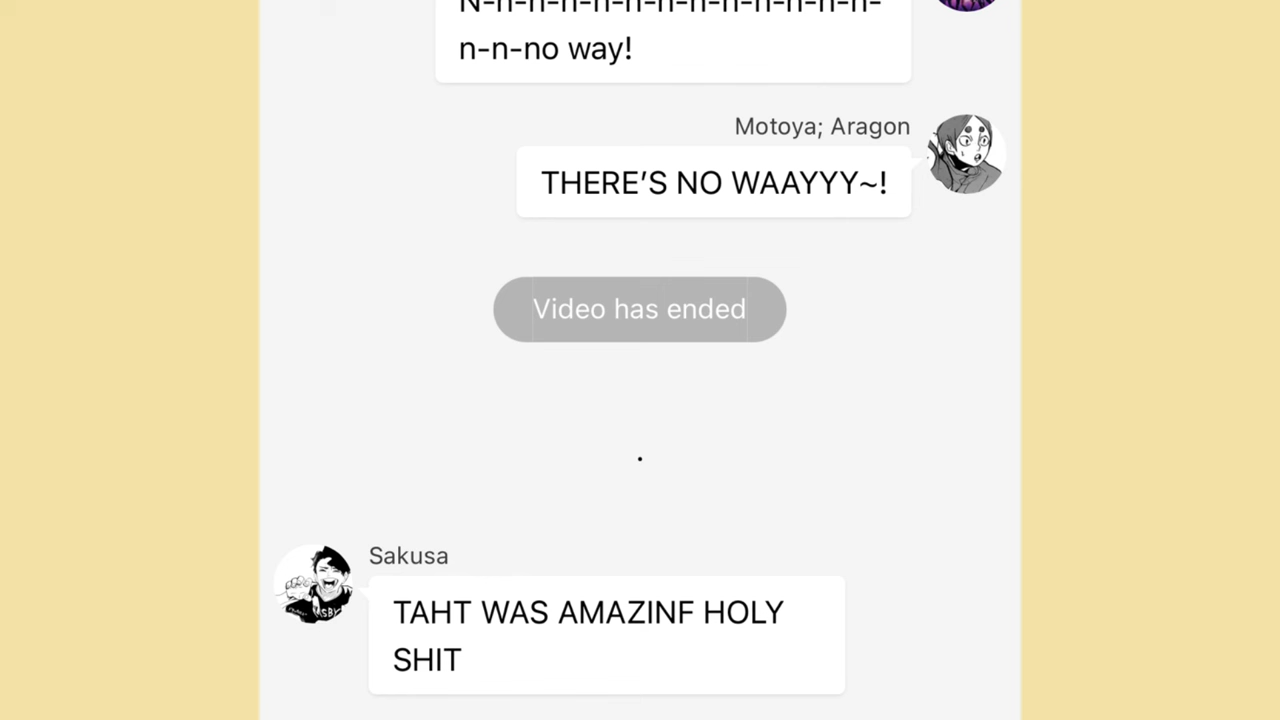 N-n-n-n-n-n-n-n-n-n-n-n-n-
n-n-no way!
Motoya; Aragon
THERE'S NO WAAYYY~!
Video has ended
.
Sakusa
TAHT WAS AMAZINF HOLY
SHIT